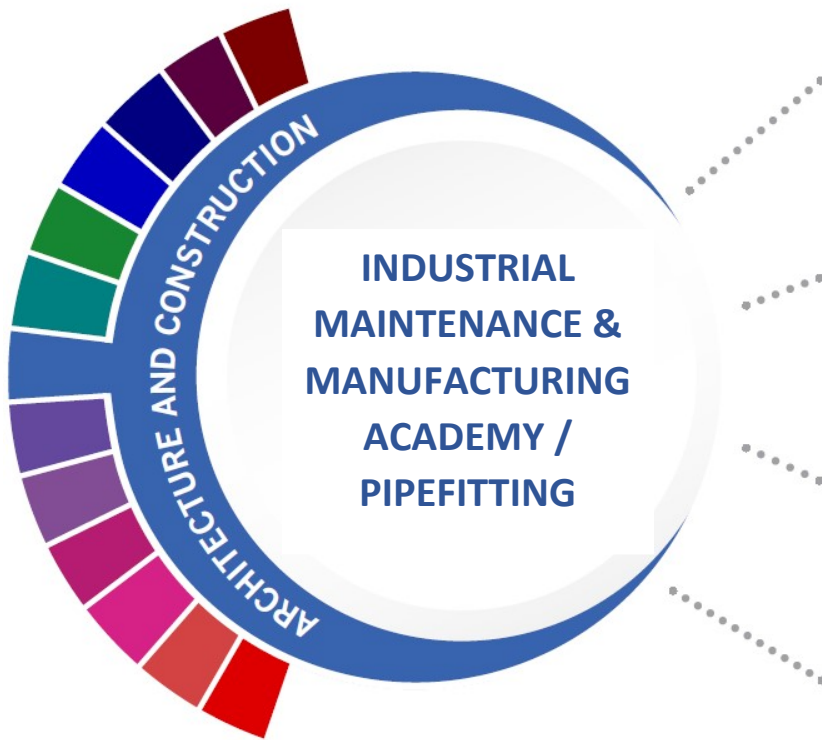 ARCHITECTURE AND CONSTRUCTION
INDUSTRIAL
MAINTENANCE &
MANUFACTURING
ACADEMY /
PIPEFITTING